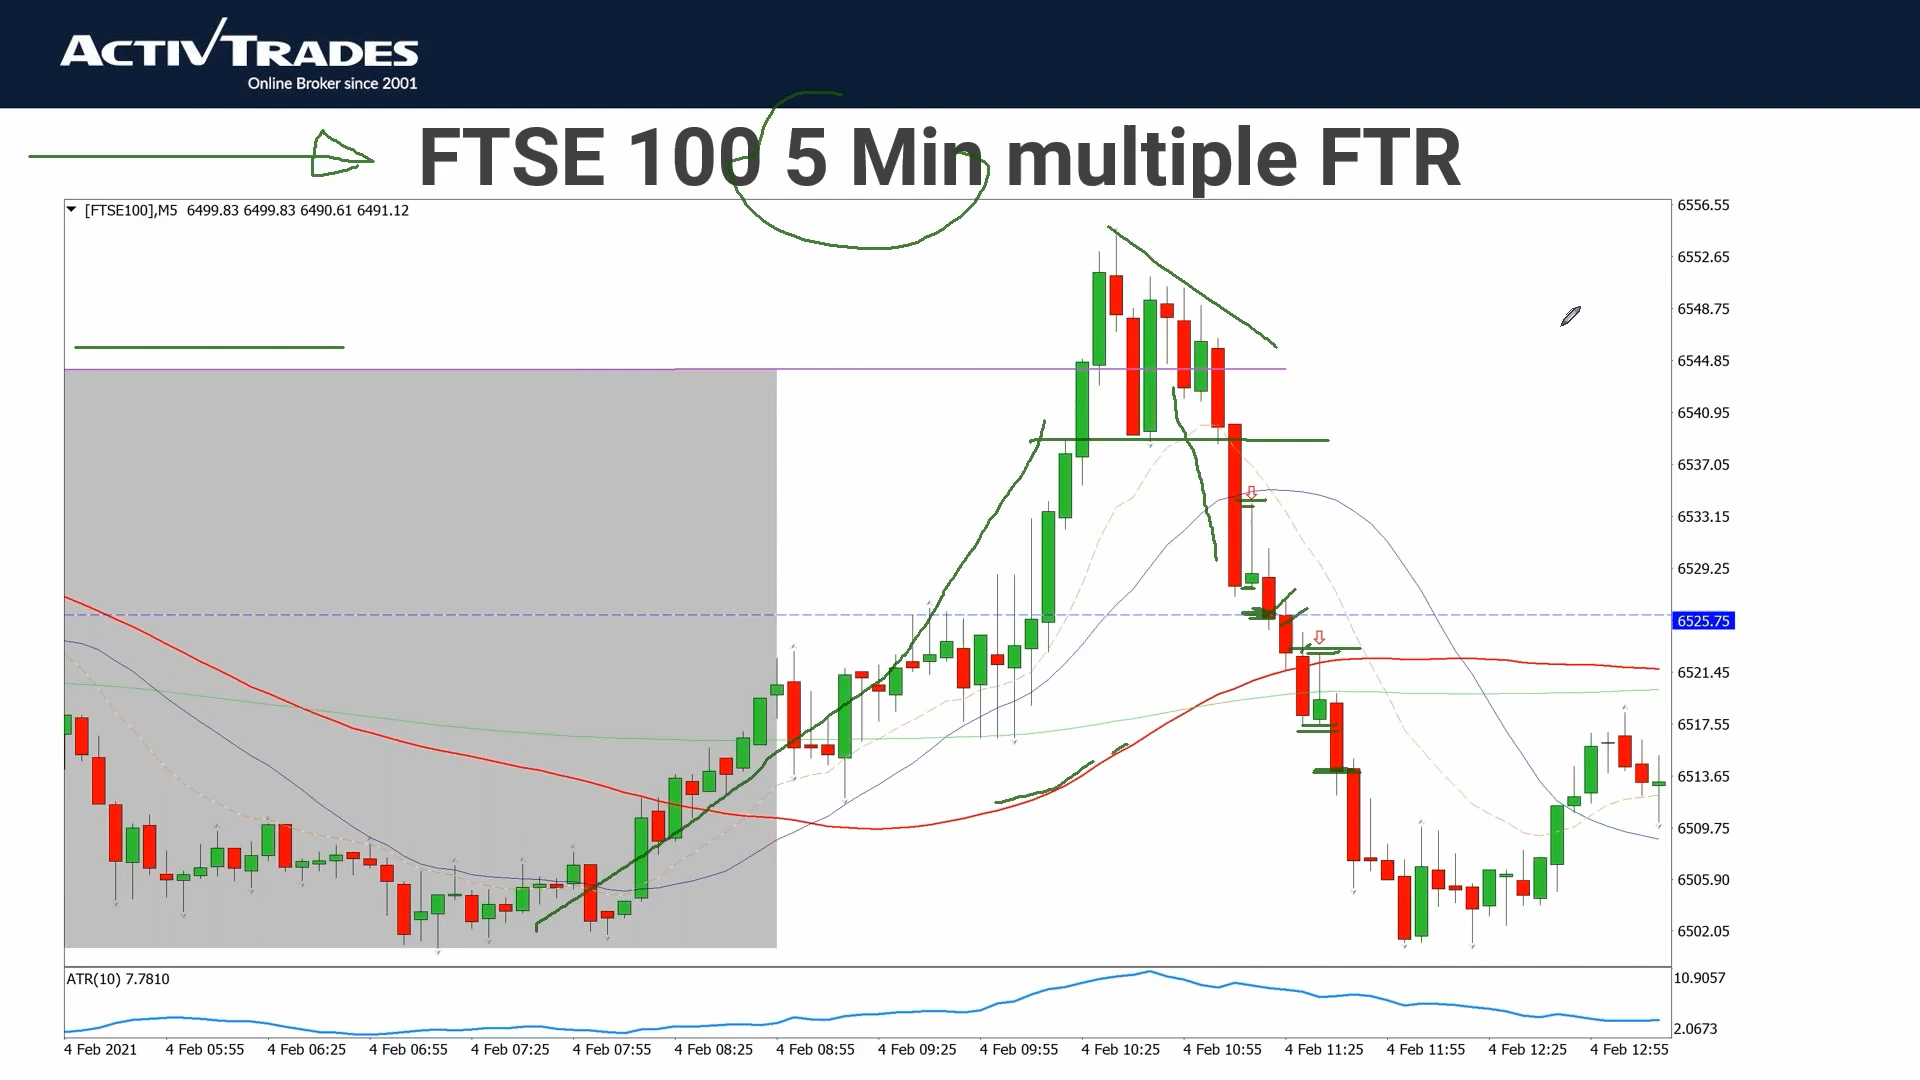 ACTIVTRADES
Online Broker since 2001
FTSE 100 5 Min multiple FTR
[FTSE100],M5 6499.83 6499.83 6490.61 6491.12
6556.55
6552.65
6548.75
6544.85
6540.95
6537.05
6533.15
6529.25
6525.75
6521.45
6517.55
6513.65
6509.75
6505.90
6502.05
ATR(10) 7.7810
10.9057
2.0673
4 Feb 2021 4 Feb 05:55 4 Feb 06:25 4 Feb 06:55 4 Feb 07:25 4 Feb 07:55 4 Feb 08:25 4 Feb 08:55 4 Feb 09:25 4 Feb 09:55 4 Feb 10:25 4 Feb 10:55 4 Feb 11:25 4 Feb 11:55 4 Feb 12:25 4 Feb 12:55